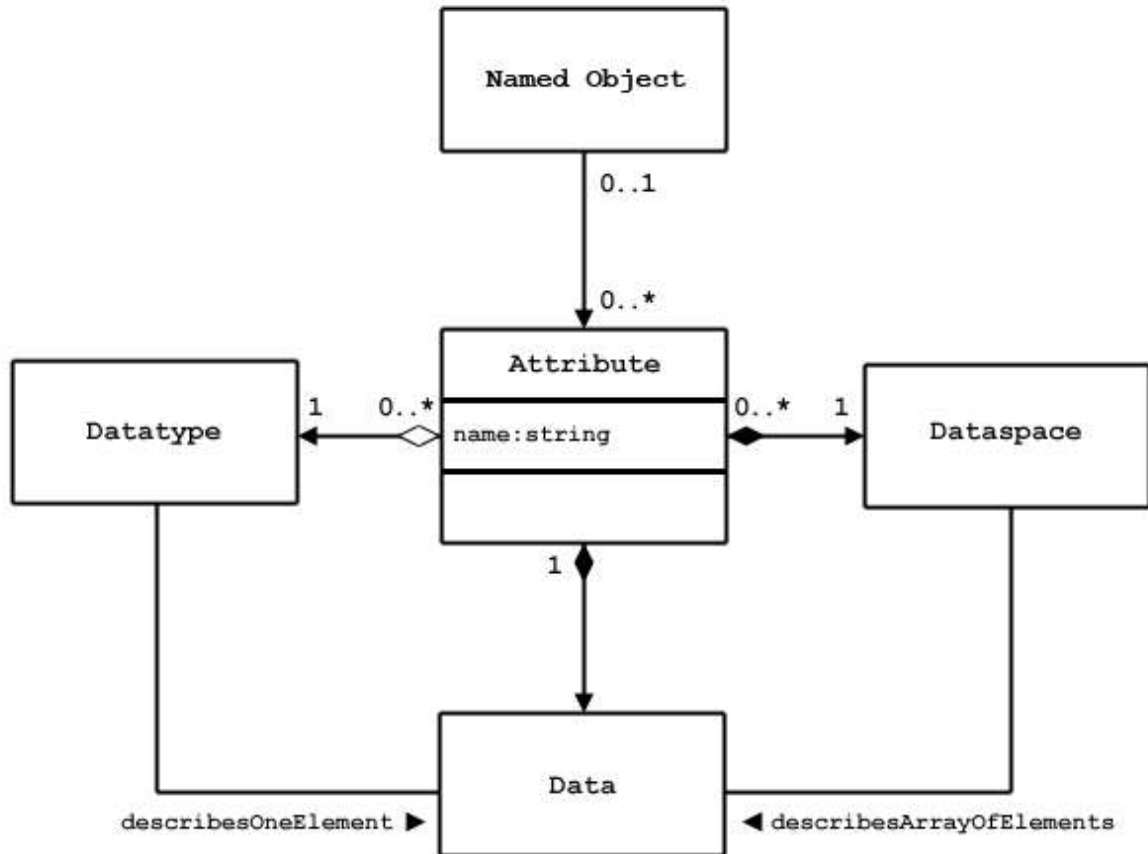 Named Object
0..1
0..*
Attribute
1
0..*
0..*
1
Datatype
name:string
Dataspace
1
Data
describesOneElement ►
◄ describesArrayOfElements